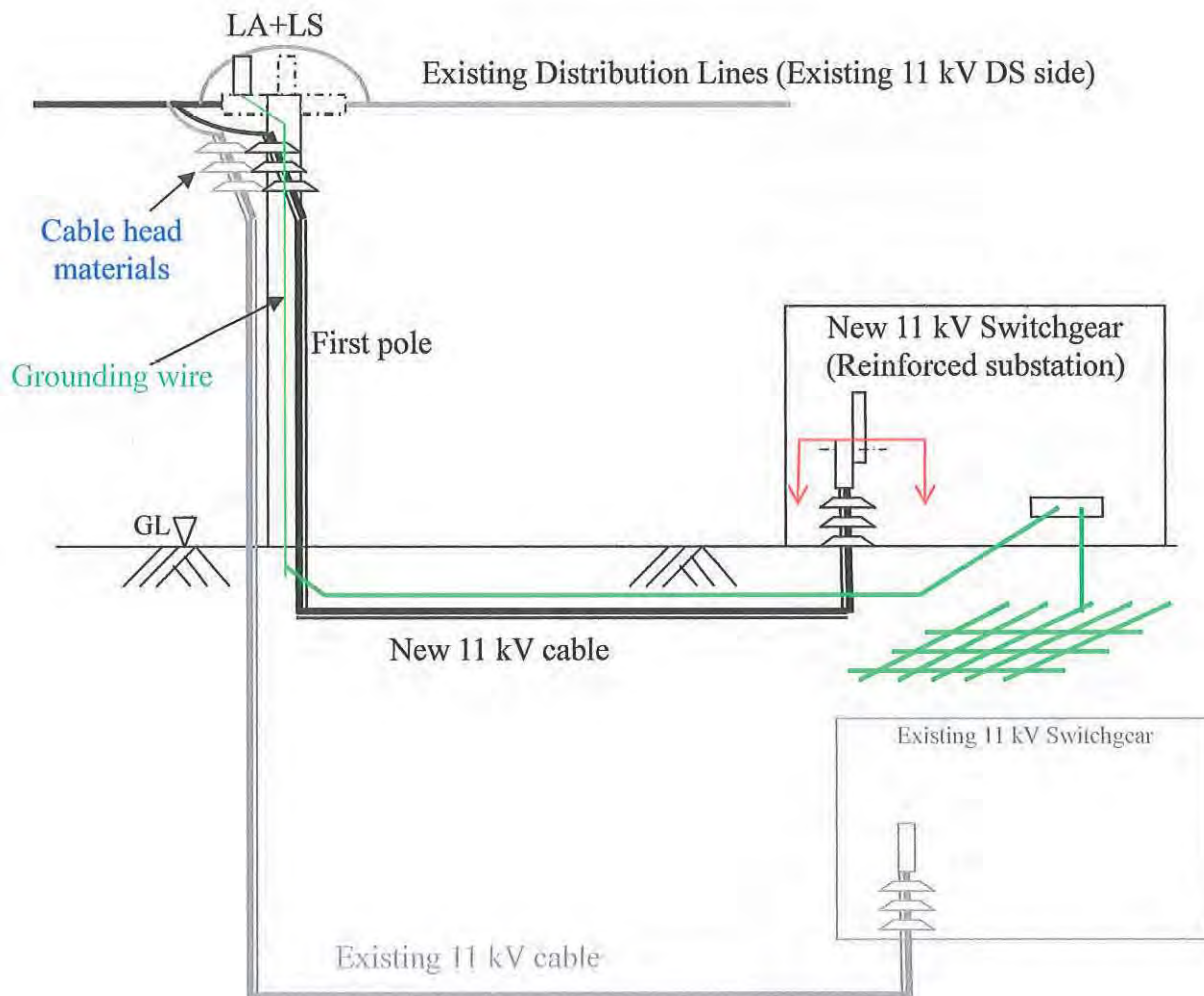 LA+LS
Existing Distribution Lines (Existing 11 kV DS side)
Cable head
materials
First pole
Grounding wire
New 11 kV Switchgear
(Reinforced substation)
GL
New 11 kV cable
Existing 11 kV Switchgear
Existing 11 kV cable